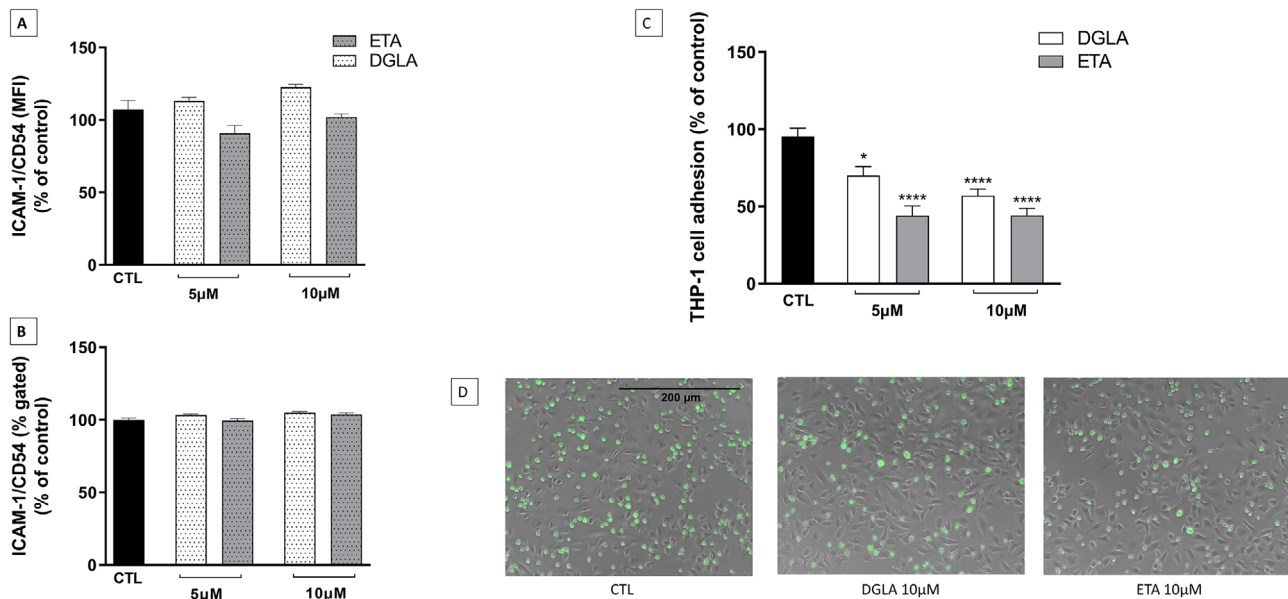 A
ICAM-1/CD54 (MFI)
(% of control)
150
100
50
0
ETA
DGLA
CTL
5µM
10µM
B
ICAM-1/CD54 (% gated)
(% of control)
150
100
50
0
CTL
5µM
10µM
C
THP-1 cell adhesion (% of control)
150
100
50
0
DGLA
ETA
*
****
****
****
CTL
5µM
10µM
D
200 µm
CTL
DGLA 10µM
ETA 10µM